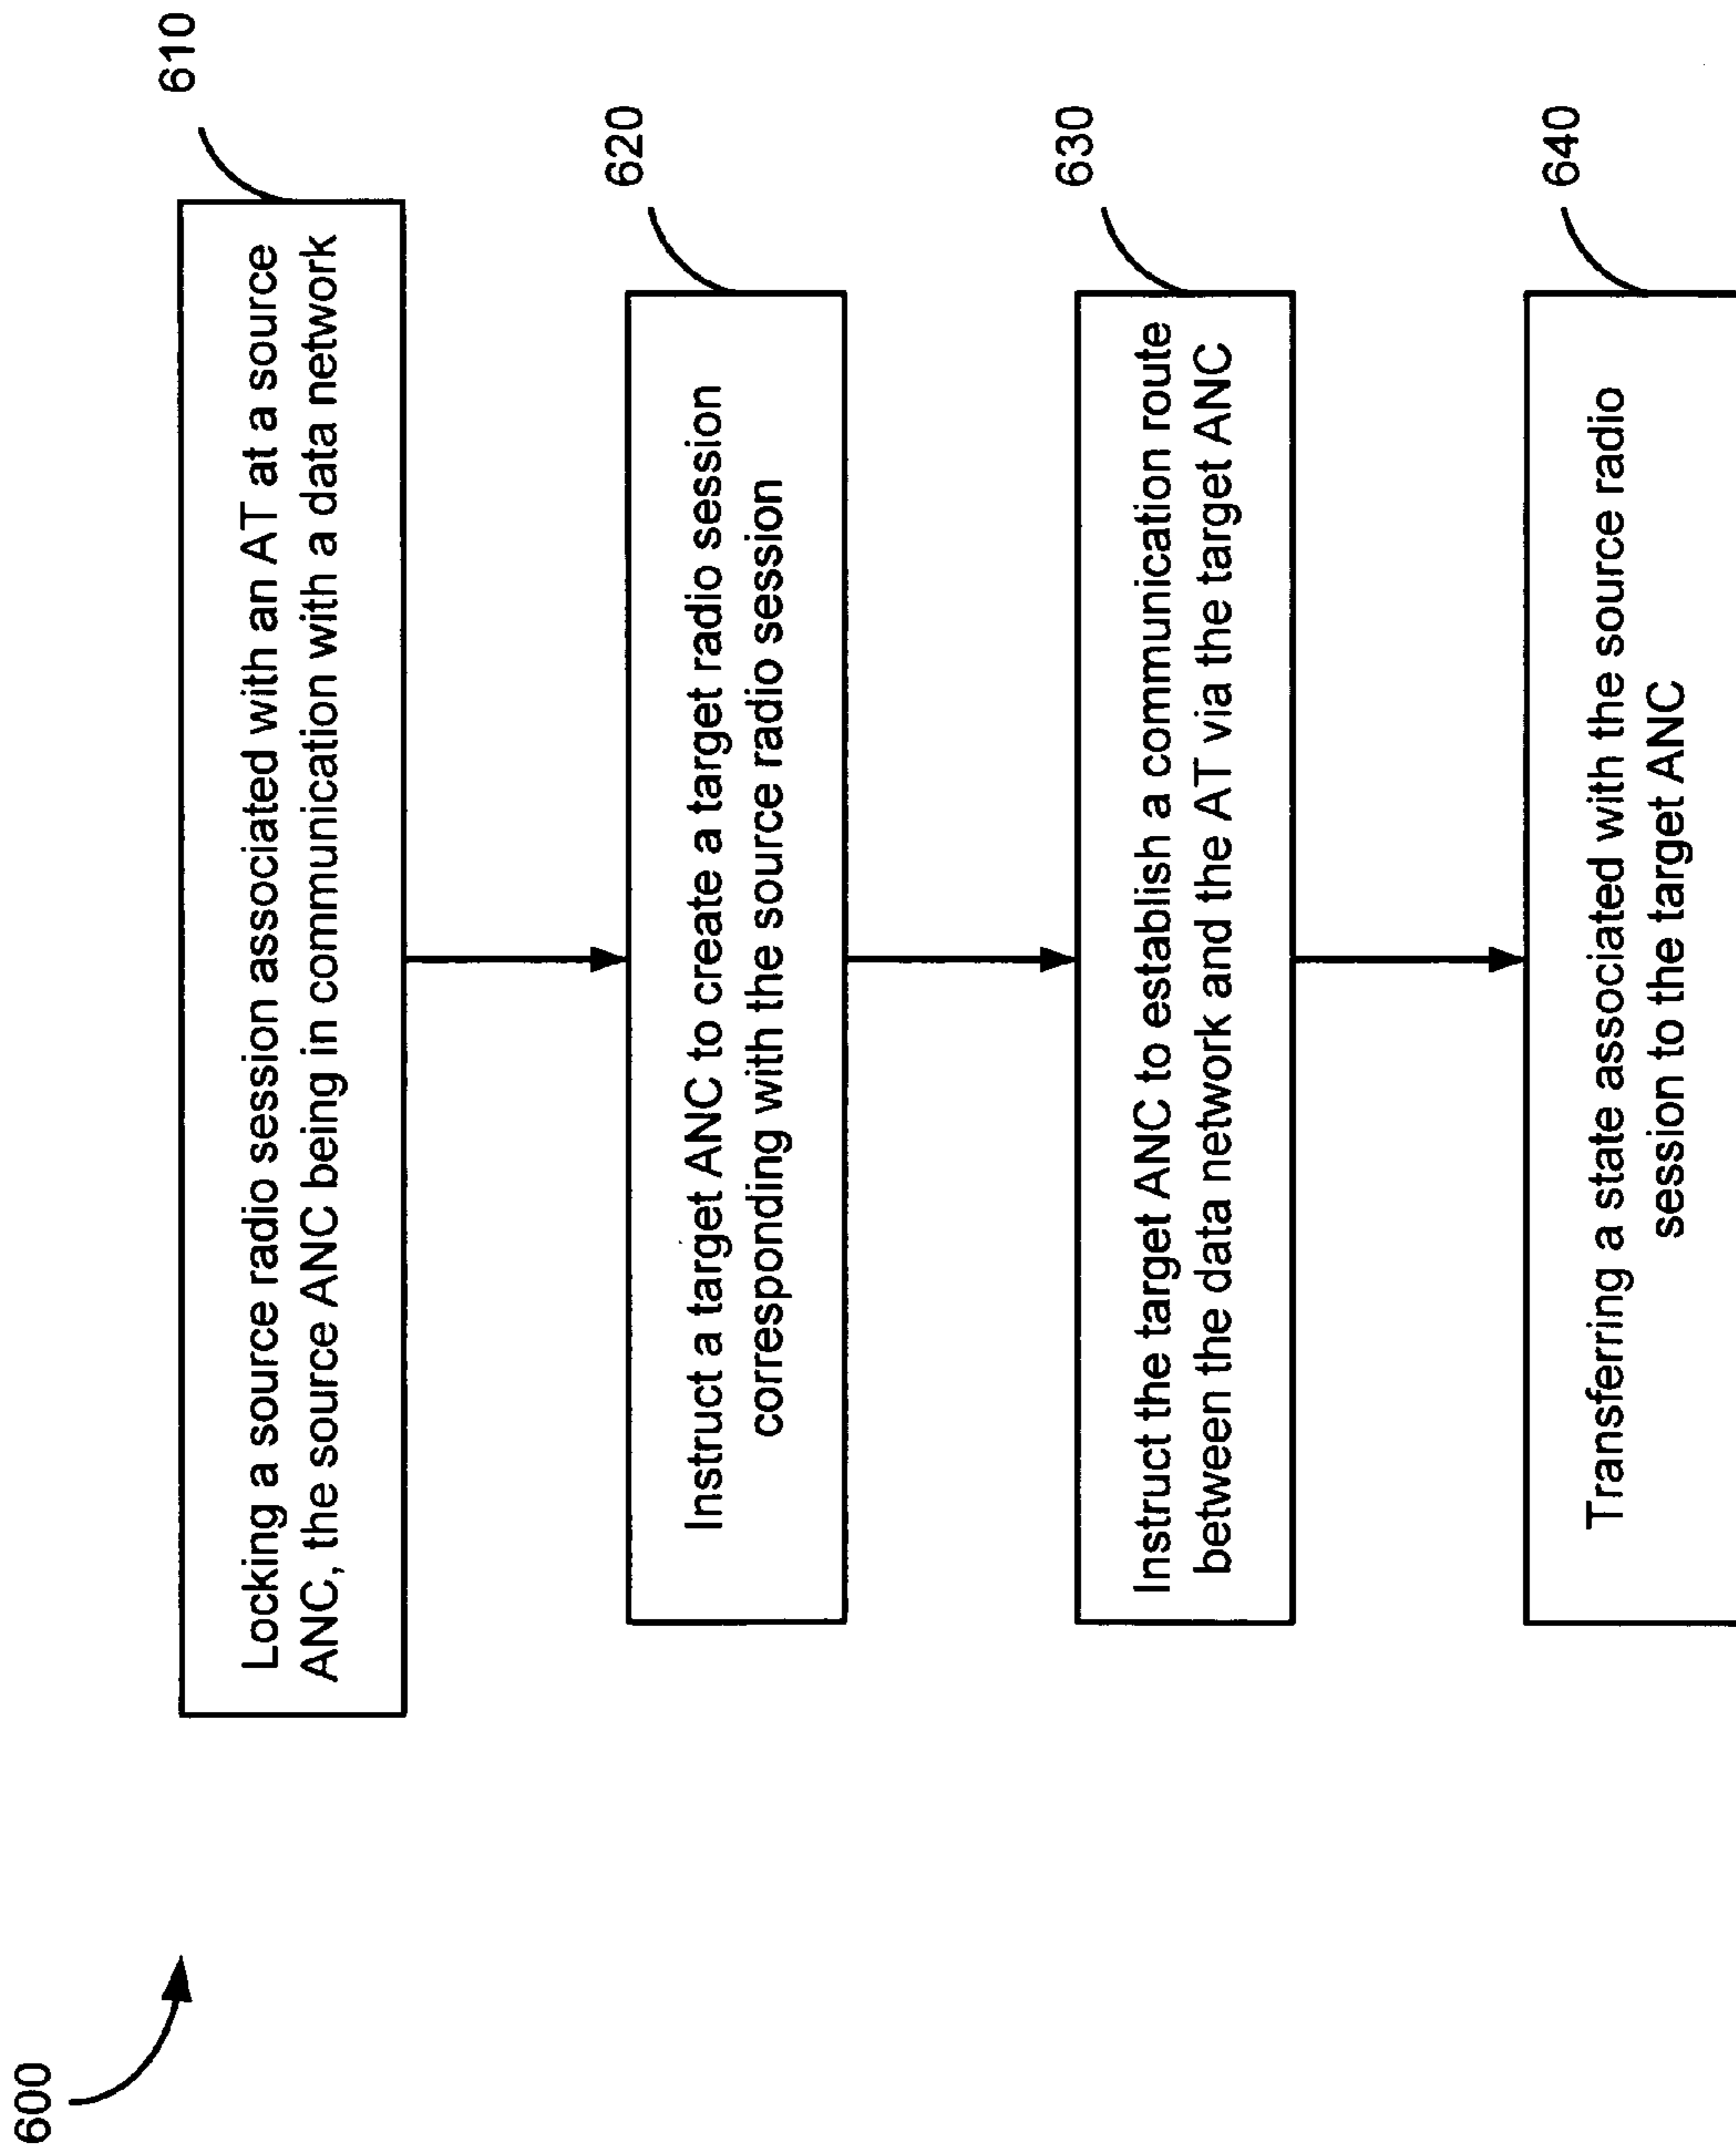 600
610
Locking a source radio session associated with an AT at a source
ANC, the source ANC being in communication with a data network
620
Instruct a target ANC to create a target radio session
corresponding with the source radio session
630
Instruct the target ANC to establish a communication route
between the data network and the AT via the target ANC
640
Transferring a state associated with the source radio
session to the target ANC